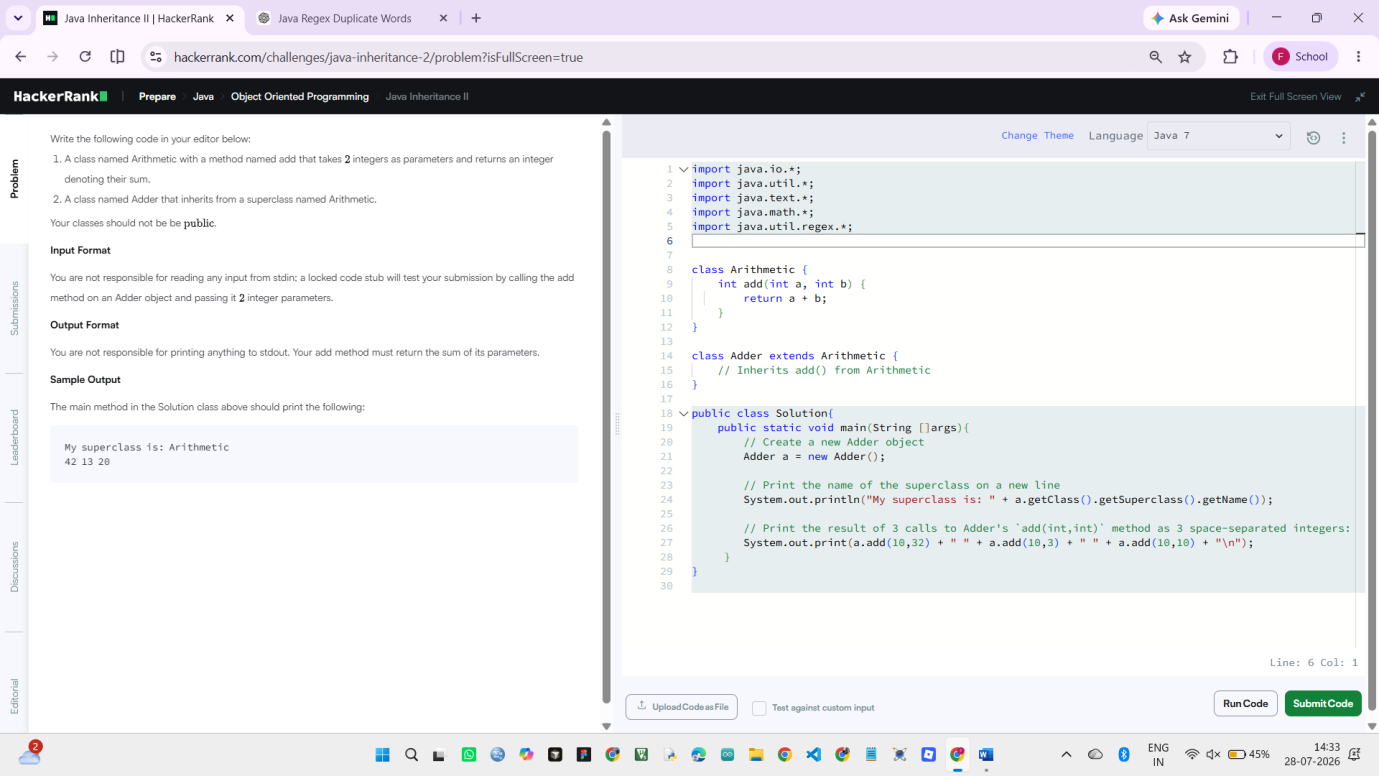 Java Inheritance II | HackerRank
Java Regex Duplicate Words
Ask Gemini
hackerrank.com/challenges/java-inheritance-2/problem?isFullScreen=true
F School
HackerRank
Prepare Java Object Oriented Programming Java Inheritance II
Exit Full Screen View
Problem
Submissions
Leaderboard
Discussions
Editorial
Write the following code in your editor below:
1. A class named Arithmetic with a method named add that takes 2 integers as parameters and returns an integer
denoting their sum.
2. A class named Adder that inherits from a superclass named Arithmetic.
Your classes should not be be public.
Input Format
You are not responsible for reading any input from stdin; a locked code stub will test your submission by calling the add
method on an Adder object and passing it 2 integer parameters.
Output Format
You are not responsible for printing anything to stdout. Your add method must return the sum of its parameters.
Sample Output
The main method in the Solution class above should print the following:
My superclass is: Arithmetic
42 13 20
Change Theme Language Java 7
1 import java.io.*;
2 import java.util.*;
3 import java.text.*;
4 import java.math.*;
5 import java.util.regex.*;
6
7
8 class Arithmetic {
9 int add(int a, int b) {
10 return a + b;
11 }
12 }
13
14 class Adder extends Arithmetic {
15 // Inherits add() from Arithmetic
16 }
17
18 public class Solution{
19 public static void main(String []args){
20 // Create a new Adder object
21 Adder a = new Adder();
22
23 // Print the name of the superclass on a new line
24 System.out.println("My superclass is: " + a.getClass().getSuperclass().getName());
25
26 // Print the result of 3 calls to Adder's `add(int,int)` method as 3 space-separated integers:
27 System.out.print(a.add(10,32) + " " + a.add(10,3) + " " + a.add(10,10) + "\n");
28 }
29 }
30
Line: 6 Col: 1
Upload Code as File
Test against custom input
Run Code
Submit Code
2
ENG
IN
45%
14:33
28-07-2026